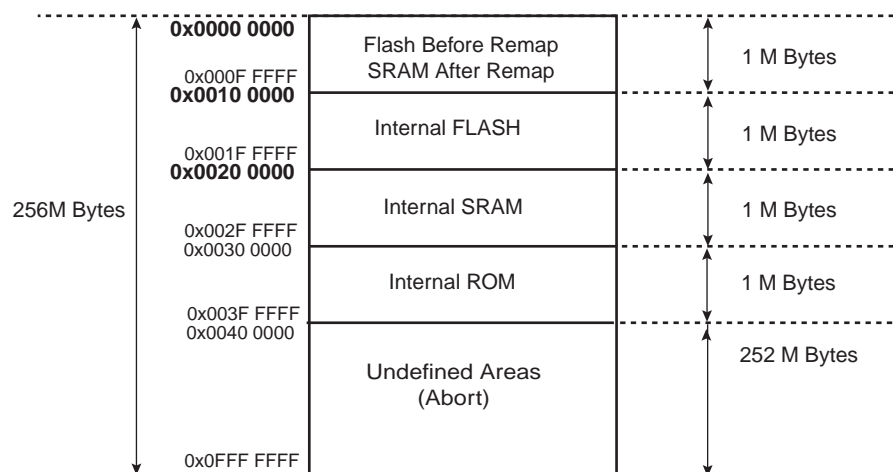 0x0000 0000
Flash Before Remap
SRAM After Remap
1 M Bytes
0x000F FFFF
0x0010 0000
Internal FLASH
1 M Bytes
0x001F FFFF
0x0020 0000
256M Bytes
Internal SRAM
1 M Bytes
0x002F FFFF
0x0030 0000
Internal ROM
1 M Bytes
0x003F FFFF
0x0040 0000
252 M Bytes
Undefined Areas
(Abort)
0x0FFF FFFF